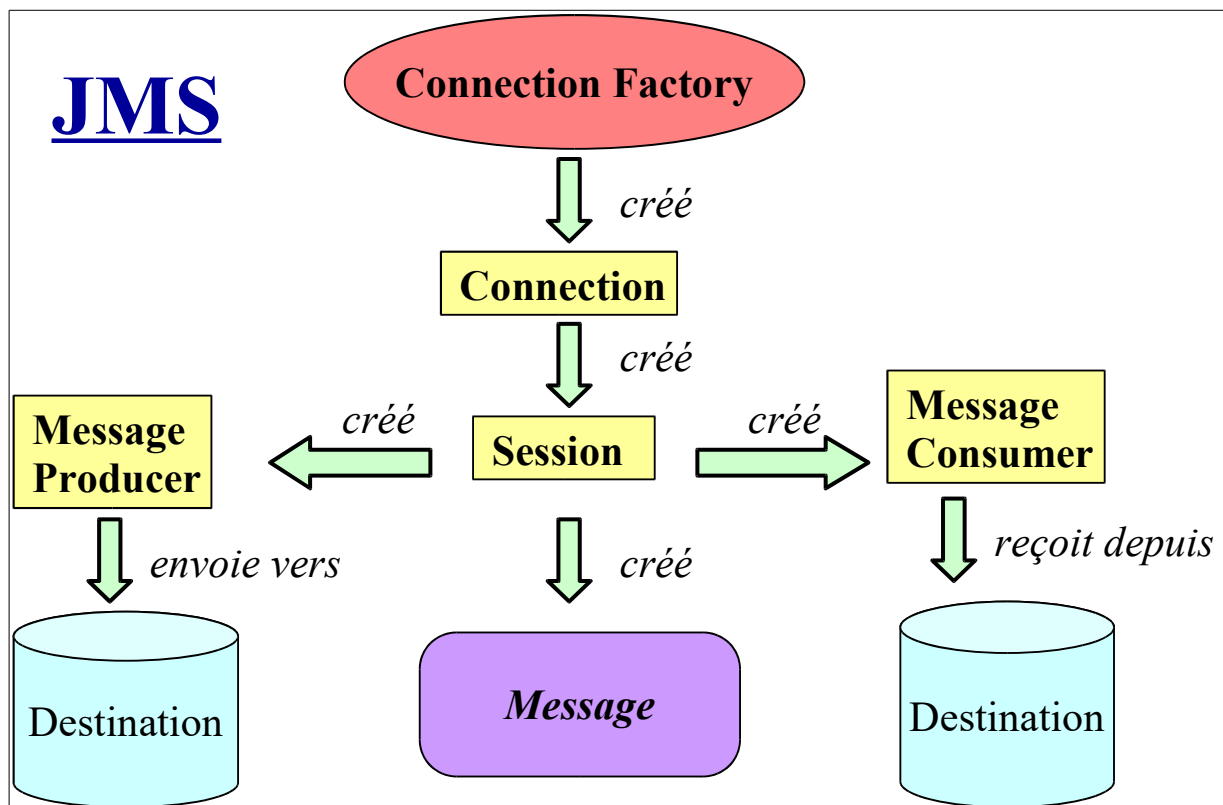 JMS
Connection Factory
créé
Connection
créé
Message
Producer
créé
Session
créé
Message
Consumer
envoie vers
créé
reçoit depuis
Destination
Message
Destination